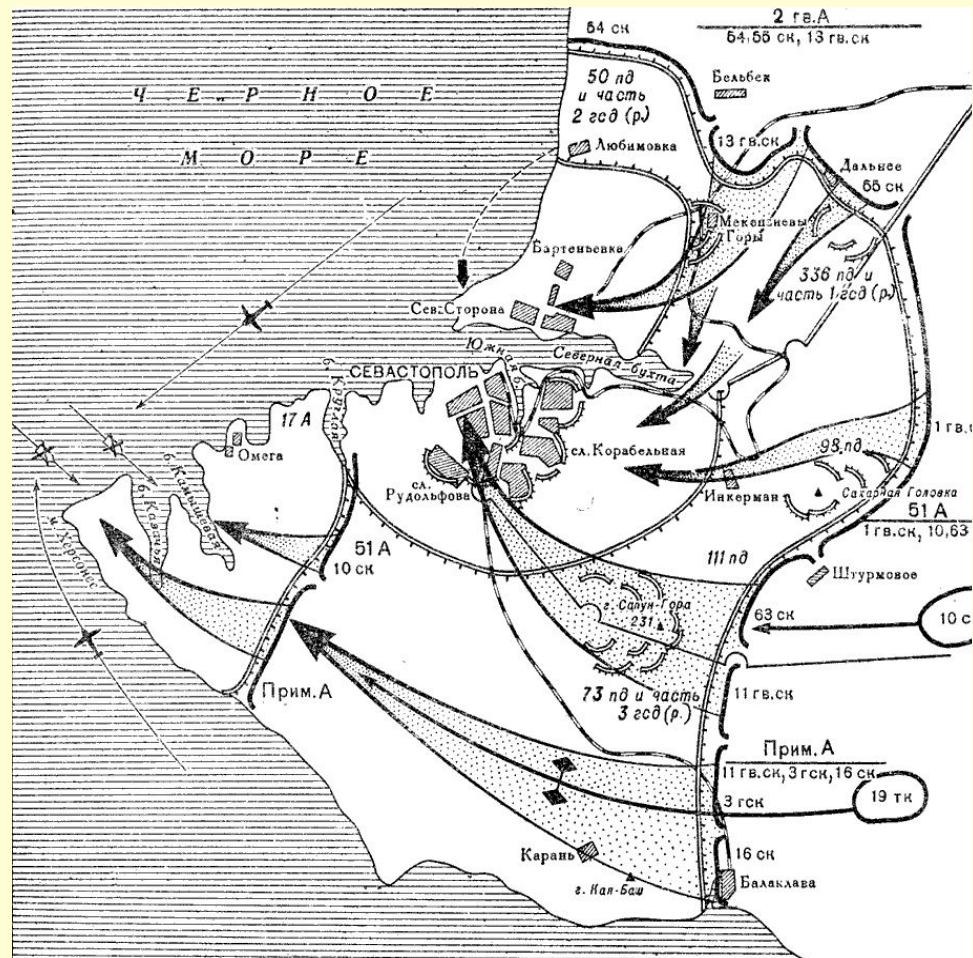 2 гв.А
54,55 ск, 13 гв.ск
54 ск
50 пд
и часть
2 гсд (р.)
Бельбек
ЧЕРНОЕ
МОРЕ
13 гв.ск
Любимовка
Дальнее
55 ск
Мекензиевы
Горы
Бартеньевка
336 пд и
часть 1 гсд (р.)
Сев. Сторона
Южная б.
Северная бухта
СЕВАСТОПОЛЬ
б. Круглая
17 А
Омега
сл. Корабельная
1 гв.с
98 пд
сл.
Рудольфова
Инкерман
Сахарная Головка
б. Камышевая
б. Казачья
м. Херсонес
51 А
1 гв.ск, 10,63
51 А
10 ск
111 пд
Штурмовое
г. Сапун-Гора
231
63 ск
10 с
Прим. А
73 пд и часть
3 гсд (р.)
11 гв.ск
Прим. А
11 гв.ск, 3 гск, 16 ск
3 гск
19 тк
Карань
16 ск
г. Кая-Баш
Балаклава